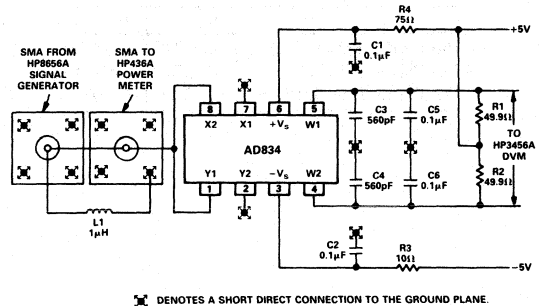 R4
75Ω
+5V
SMA FROM
HP8656A
SIGNAL
GENERATOR
SMA TO
HP436A
POWER
METER
C1
0.1µF
8
7
6
5
X2
X1
+VS
W1
C3
560pF
C5
0.1µF
R1
49.9Ω
AD834
TO
HP3456A
DVM
Y1
Y2
−VS
W2
C4
560pF
C6
0.1µF
R2
49.9Ω
1
2
3
4
L1
1µH
C2
0.1µF
R3
10Ω
−5V
DENOTES A SHORT DIRECT CONNECTION TO THE GROUND PLANE.